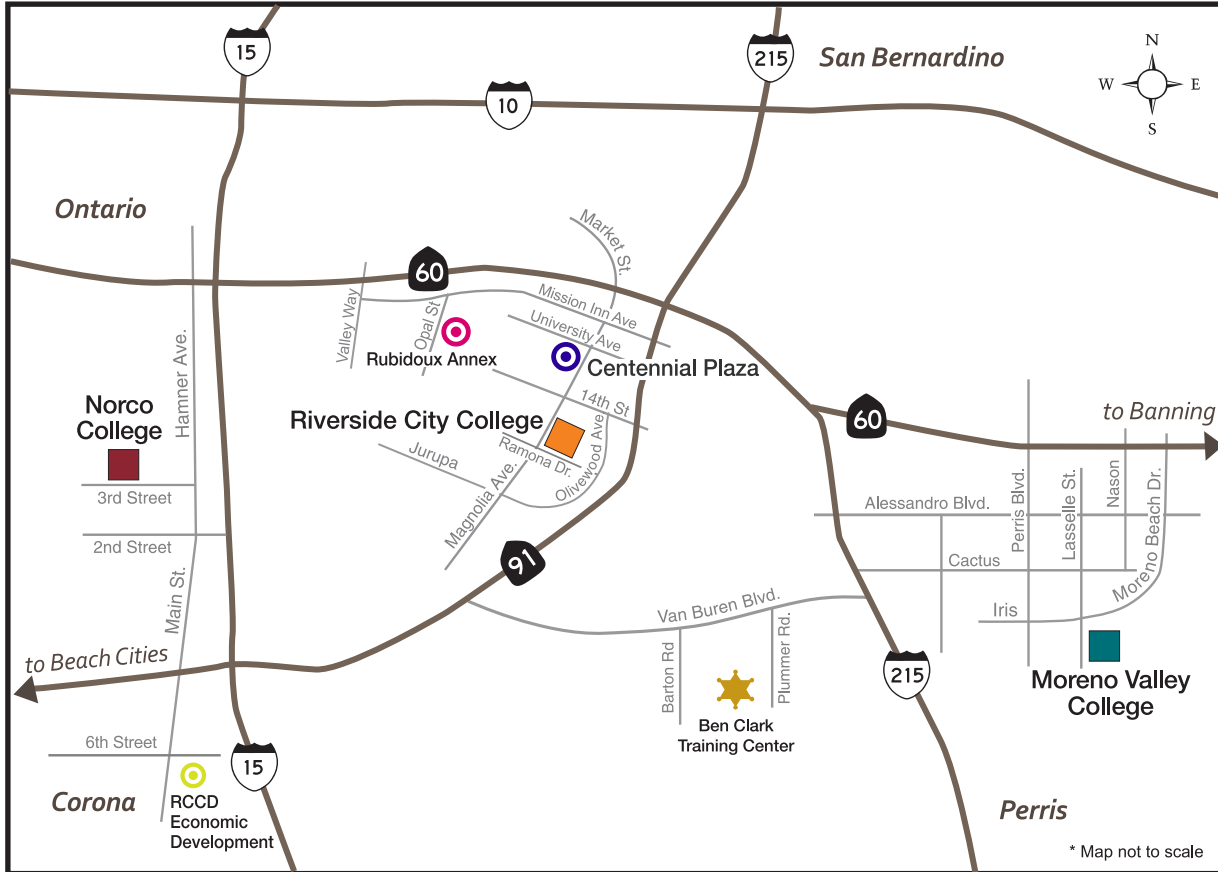 15
215
San Bernardino
N
W
E
S
10
Ontario
Market St.
60
Mission Inn Ave
Valley Way
Opal St
University Ave
Hamner Ave.
Rubidoux Annex
Centennial Plaza
Norco
College
Riverside City College
14th St
60
to Banning
Jurupa
Ramona Dr.
Olivewood Ave
Magnolia Ave.
3rd Street
2nd Street
Alessandro Blvd.
Perris Blvd.
Lasselle St.
Nason
Moreno Beach Dr.
Cactus
91
Main St.
Van Buren Blvd.
Iris
to Beach Cities
Barton Rd
Plummer Rd.
215
Moreno Valley
College
Ben Clark
Training Center
6th Street
15
Corona
RCCD
Economic
Development
Perris
* Map not to scale